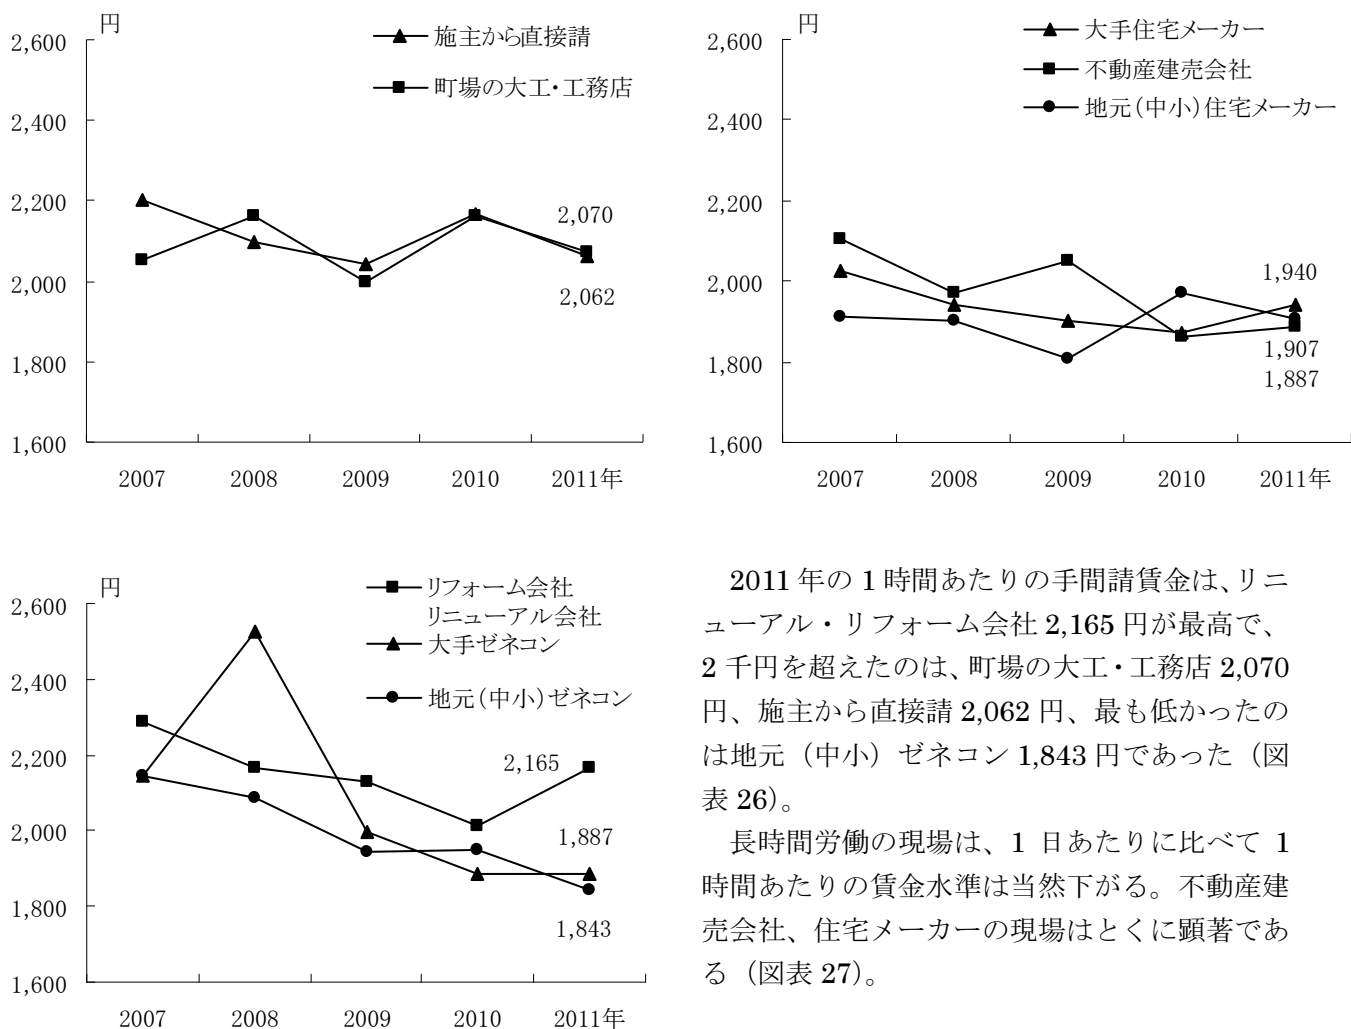 円
2,600
2,400
2,200
2,000
1,800
1,600
施主から直接請
町場の大工・工務店
2,070
2,062
2007 2008 2009 2010 2011年
円
2,600
2,400
2,200
2,000
1,800
1,600
大手住宅メーカー
不動産建売会社
地元(中小)住宅メーカー
1,940
1,907
1,887
2007 2008 2009 2010 2011年
円
2,600
2,400
2,200
2,000
1,800
1,600
リフォーム会社
リニューアル会社
大手ゼネコン
地元(中小)ゼネコン
2,165
1,887
1,843
2007 2008 2009 2010 2011年
2011 年の 1 時間あたりの手間請賃金は、リニ
ューアル・リフォーム会社 2,165 円が最高で、
2 千円を超えたのは、町場の大工・工務店 2,070
円、施主から直接請 2,062 円、最も低かったの
は地元（中小）ゼネコン 1,843 円であった（図
表 26）。
長時間労働の現場は、1 日あたりに比べて 1
時間あたりの賃金水準は当然下がる。不動産建
売会社、住宅メーカーの現場はとくに顕著であ
る（図表 27）。